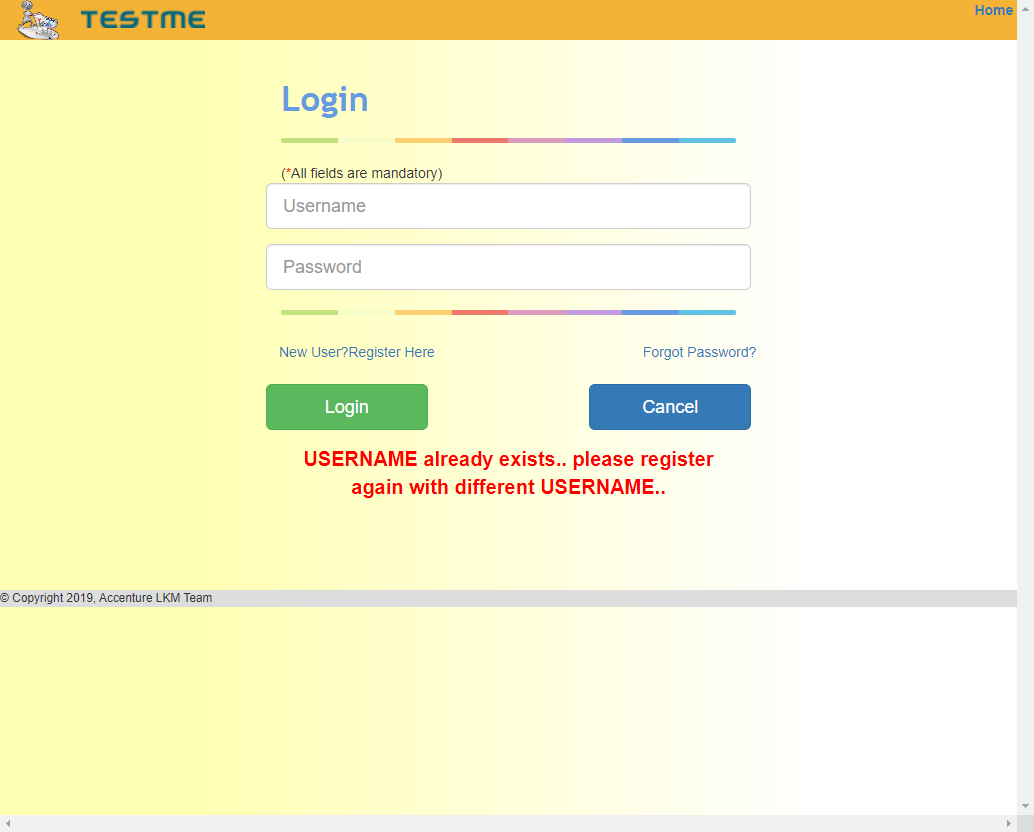 TESTME
Home
Login
(*All fields are mandatory)
Username
Password
New User?Register Here
Forgot Password?
Login
Cancel
USERNAME already exists.. please register
again with different USERNAME..
© Copyright 2019, Accenture LKM Team